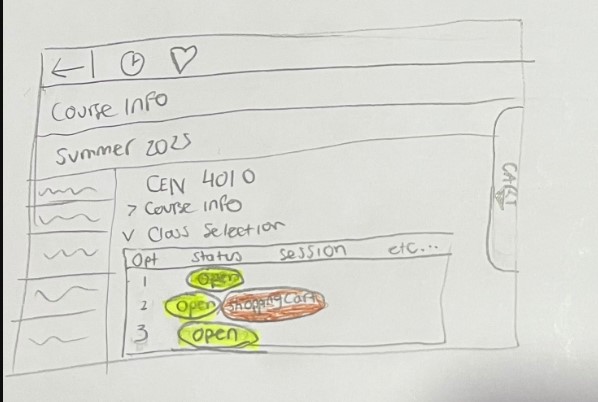 Course Info
Summer 2025
CEN 4010
> Course Info
v Class Selection
Opt Status Session etc...
1 Open
2 Open Shopping Cart
3 Open
CART